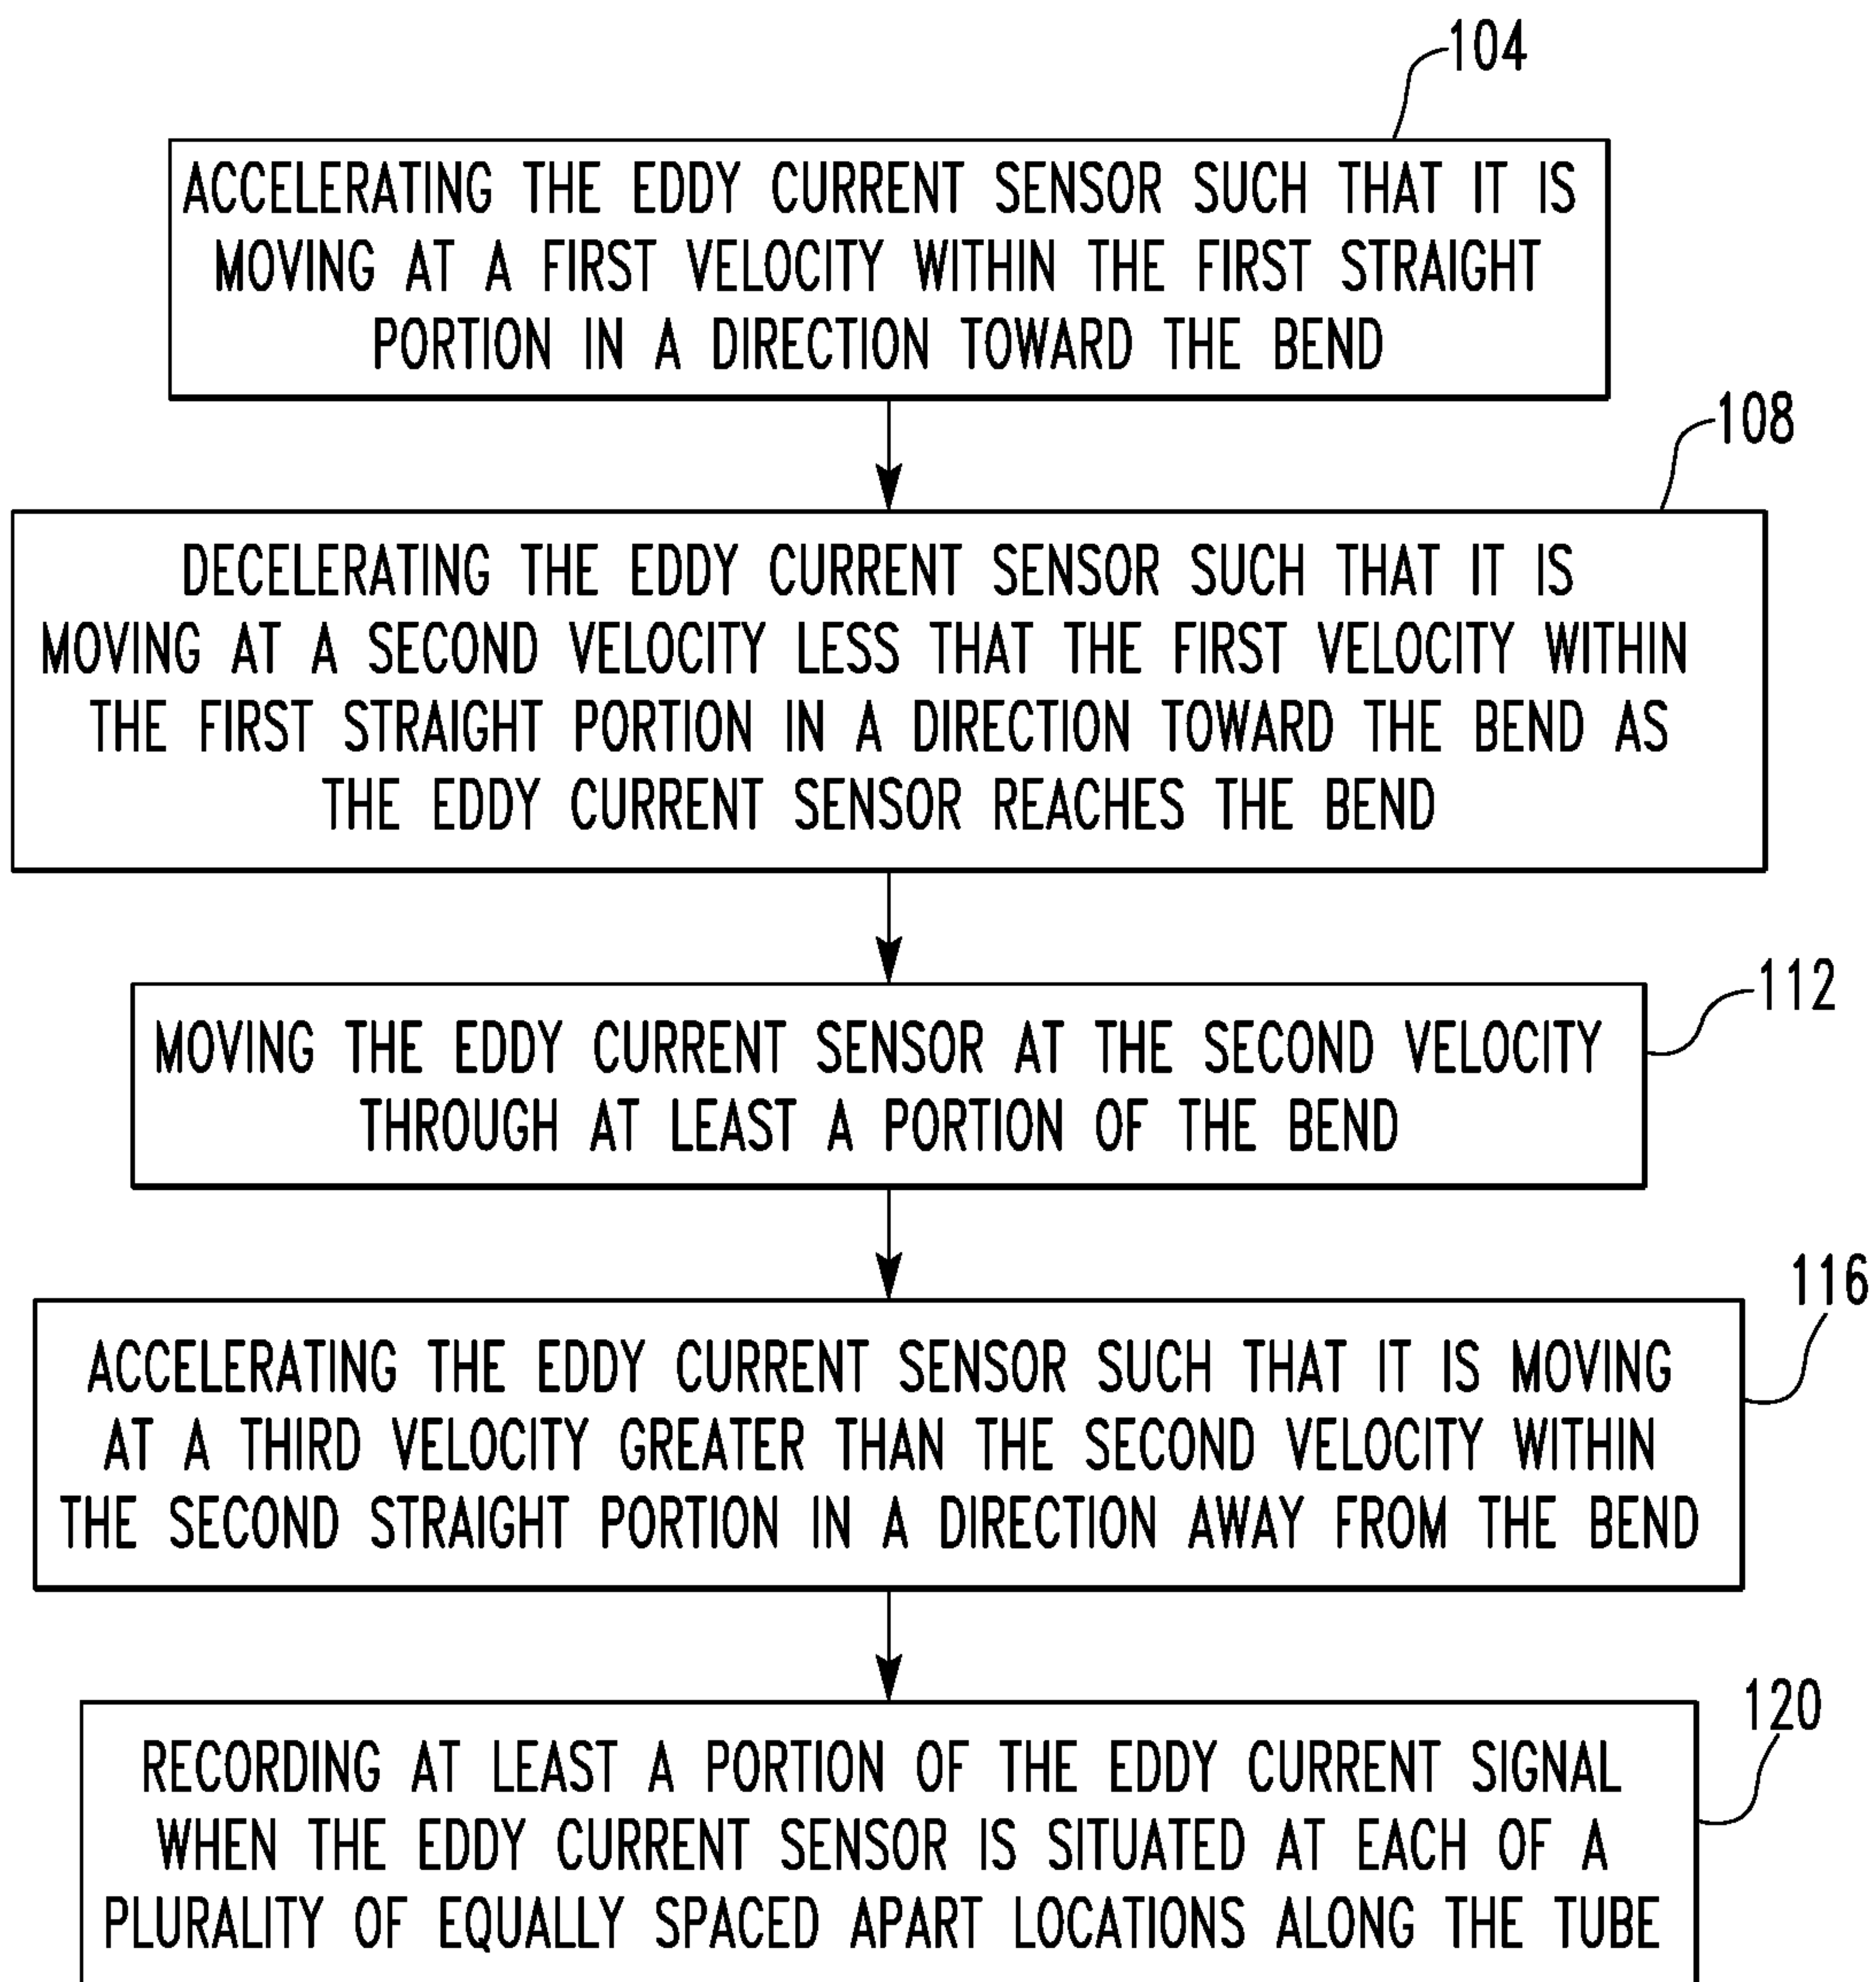 104
ACCELERATING THE EDDY CURRENT SENSOR SUCH THAT IT IS
MOVING AT A FIRST VELOCITY WITHIN THE FIRST STRAIGHT
PORTION IN A DIRECTION TOWARD THE BEND
108
DECELERATING THE EDDY CURRENT SENSOR SUCH THAT IT IS
MOVING AT A SECOND VELOCITY LESS THAT THE FIRST VELOCITY WITHIN
THE FIRST STRAIGHT PORTION IN A DIRECTION TOWARD THE BEND AS
THE EDDY CURRENT SENSOR REACHES THE BEND
112
MOVING THE EDDY CURRENT SENSOR AT THE SECOND VELOCITY
THROUGH AT LEAST A PORTION OF THE BEND
116
ACCELERATING THE EDDY CURRENT SENSOR SUCH THAT IT IS MOVING
AT A THIRD VELOCITY GREATER THAN THE SECOND VELOCITY WITHIN
THE SECOND STRAIGHT PORTION IN A DIRECTION AWAY FROM THE BEND
120
RECORDING AT LEAST A PORTION OF THE EDDY CURRENT SIGNAL
WHEN THE EDDY CURRENT SENSOR IS SITUATED AT EACH OF A
PLURALITY OF EQUALLY SPACED APART LOCATIONS ALONG THE TUBE